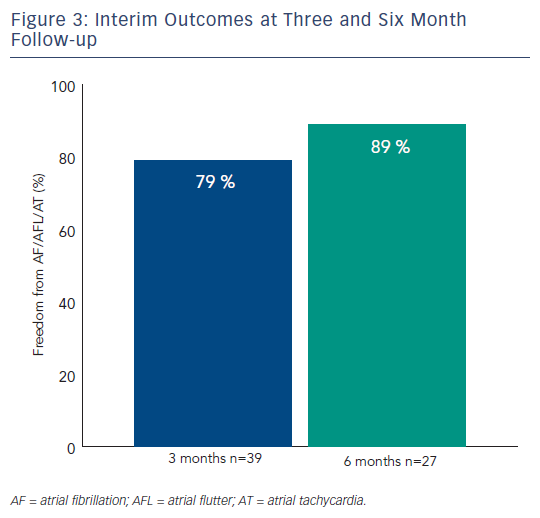 Figure 3: Interim Outcomes at Three and Six Month
Follow-up
100
80
60
40
20
0
Freedom from AF/AFL/AT (%)
79 %
89 %
3 months n=39
6 months n=27
AF = atrial fibrillation; AFL = atrial flutter; AT = atrial tachycardia.